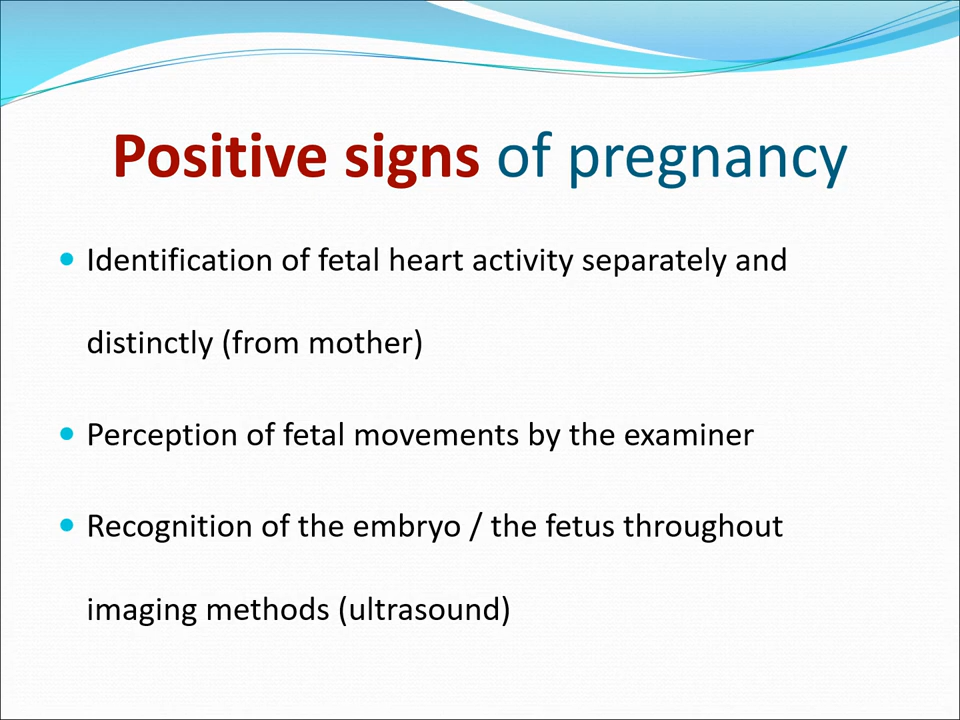 Positive signs of pregnancy
• Identification of fetal heart activity separately and
distinctly (from mother)
• Perception of fetal movements by the examiner
• Recognition of the embryo / the fetus throughout
imaging methods (ultrasound)